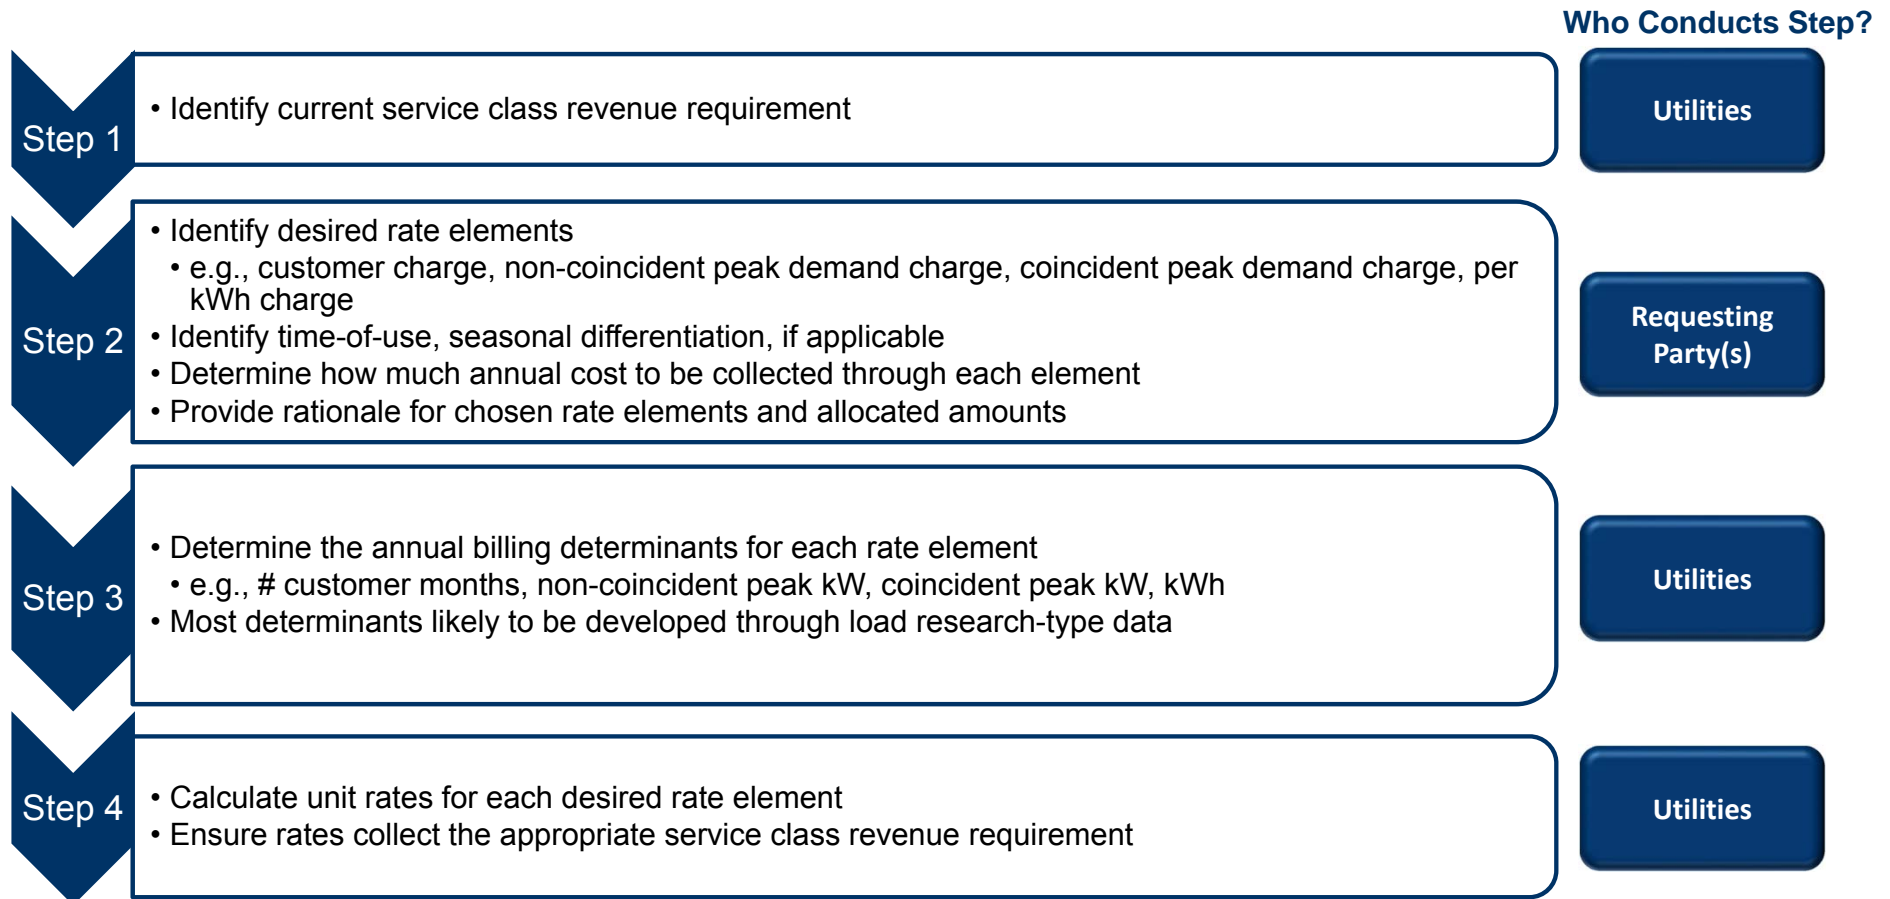 Who Conducts Step?
Step 1
• Identify current service class revenue requirement
Utilities
Step 2
• Identify desired rate elements
• e.g., customer charge, non-coincident peak demand charge, coincident peak demand charge, per
kWh charge
• Identify time-of-use, seasonal differentiation, if applicable
• Determine how much annual cost to be collected through each element
• Provide rationale for chosen rate elements and allocated amounts
Requesting
Party(s)
Step 3
• Determine the annual billing determinants for each rate element
• e.g., # customer months, non-coincident peak kW, coincident peak kW, kWh
• Most determinants likely to be developed through load research-type data
Utilities
Step 4
• Calculate unit rates for each desired rate element
• Ensure rates collect the appropriate service class revenue requirement
Utilities